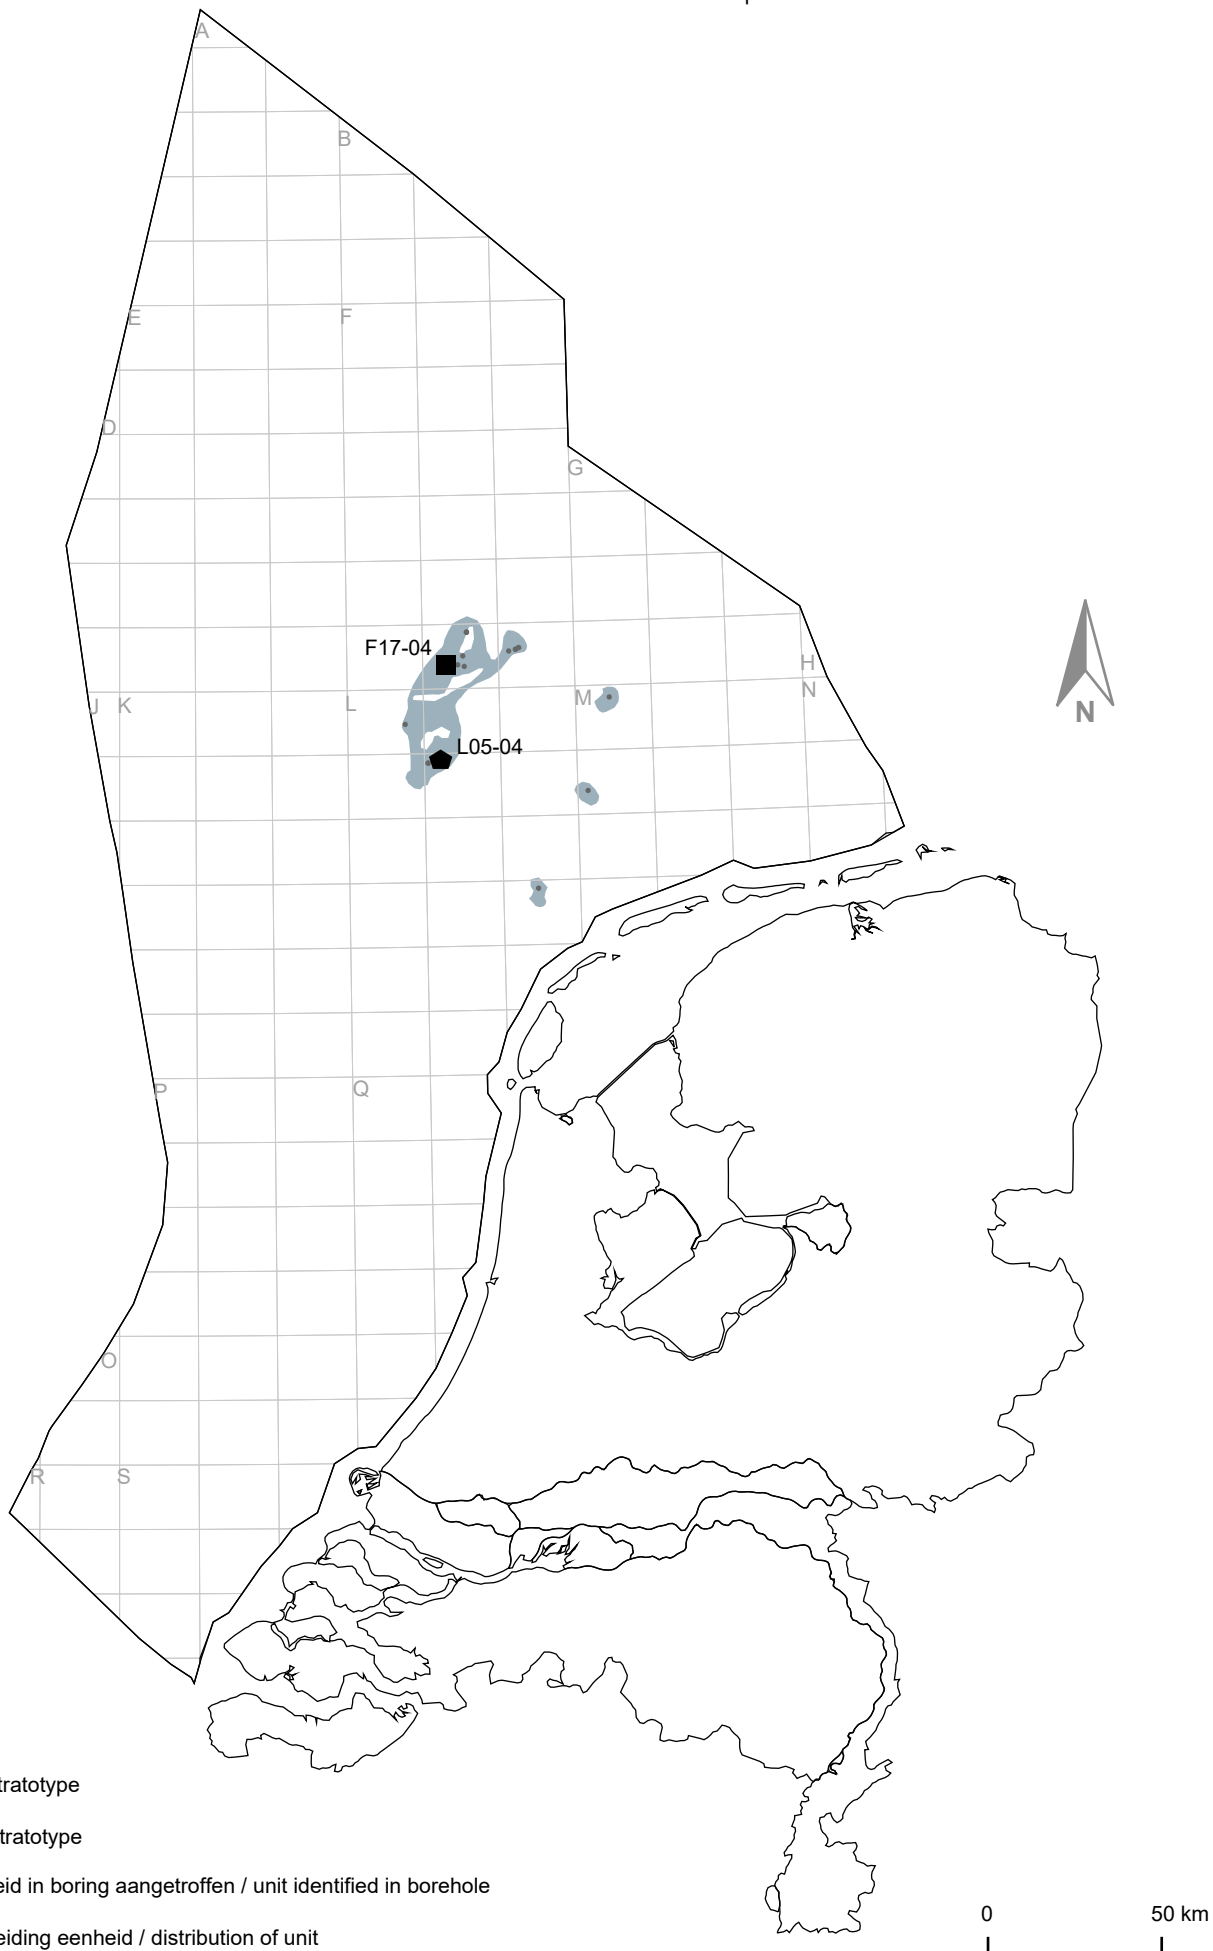 A
B
E
F
D
G
F17-04
H
N
J
K
L
M
L05-04
N
P
Q
O
R
S
tratotype
tratotype
eid in boring aangetroffen / unit identified in borehole
eiding eenheid / distribution of unit
0
50 km